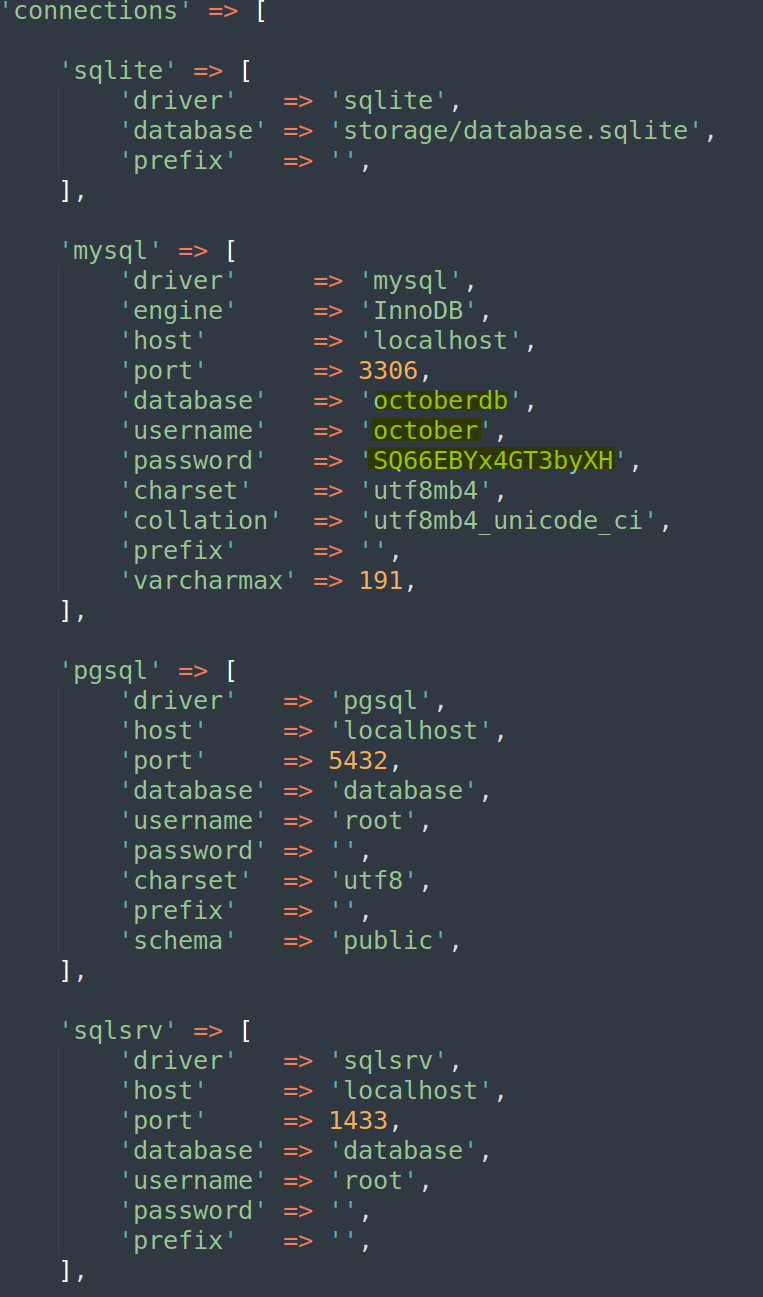 'connections' => [
'sqlite' => [
'driver' => 'sqlite',
'database' => 'storage/database.sqlite',
'prefix' => '',
],
'mysql' => [
'driver' => 'mysql',
'engine' => 'InnoDB',
'host' => 'localhost',
'port' => 3306,
'database' => 'octoberdb',
'username' => 'october',
'password' => 'SQ66EBYx4GT3byXH',
'charset' => 'utf8mb4',
'collation' => 'utf8mb4_unicode_ci',
'prefix' => '',
'varcharmax' => 191,
],
'pgsql' => [
'driver' => 'pgsql',
'host' => 'localhost',
'port' => 5432,
'database' => 'database',
'username' => 'root',
'password' => '',
'charset' => 'utf8',
'prefix' => '',
'schema' => 'public',
],
'sqlsrv' => [
'driver' => 'sqlsrv',
'host' => 'localhost',
'port' => 1433,
'database' => 'database',
'username' => 'root',
'password' => '',
'prefix' => '',
],